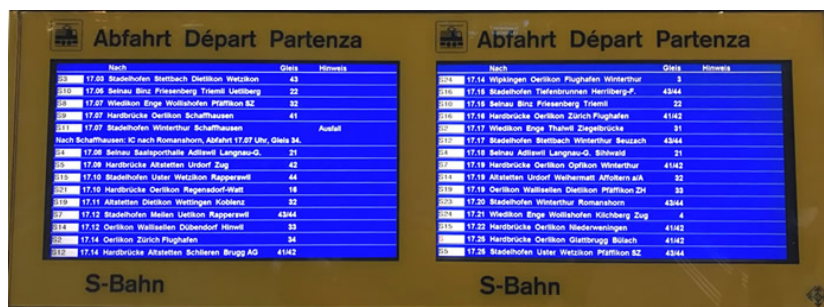 Abfahrt Départ Partenza
Nach Gleis Hinweis
S3 17.03 Stadelhofen Stettbach Dietlikon Wetzikon 43
S10 17.05 Selnau Binz Friesenberg Triemli Uetliberg 22
S8 17.07 Wiedikon Enge Wollishofen Pfäffikon SZ 32
S9 17.07 Hardbrücke Oerlikon Schaffhausen 41
S11 17.07 Stadelhofen Winterthur Schaffhausen Ausfall
Nach Schaffhausen: IC nach Romanshorn, Abfahrt 17.07 Uhr, Gleis 34.
S4 17.08 Selnau Saalsporthalle Adliswil Langnau-G. 21
S5 17.09 Hardbrücke Altstetten Urdorf Zug 42
S15 17.10 Stadelhofen Uster Wetzikon Rapperswil 44
S21 17.10 Hardbrücke Oerlikon Regensdorf-Watt 16
S19 17.11 Altstetten Dietikon Wettingen Koblenz 32
S7 17.12 Stadelhofen Meilen Uetikon Rapperswil 43/44
S14 17.12 Oerlikon Wallisellen Dübendorf Hinwil 33
S2 17.14 Oerlikon Zürich Flughafen 34
S12 17.14 Hardbrücke Altstetten Schlieren Brugg AG 41/42
S-Bahn
Abfahrt Départ Partenza
Nach Gleis Hinweis
S24 17.14 Wipkingen Oerlikon Flughafen Winterthur 3
S16 17.15 Stadelhofen Tiefenbrunnen Herrliberg-F. 43/44
S10 17.15 Selnau Binz Friesenberg Triemli 22
S16 17.16 Hardbrücke Oerlikon Zürich Flughafen 41/42
S2 17.17 Wiedikon Enge Thalwil Ziegelbrücke 31
S12 17.17 Stadelhofen Stettbach Winterthur Seuzach 43/44
S4 17.18 Selnau Adliswil Langnau-G. Sihlwald 21
S7 17.19 Hardbrücke Oerlikon Opfikon Winterthur 41/42
S14 17.19 Altstetten Urdorf Weihermatt Affoltern a/A 32
S19 17.19 Oerlikon Wallisellen Dietlikon Pfäffikon ZH 33
S23 17.20 Stadelhofen Winterthur Romanshorn 43/44
S24 17.21 Wiedikon Enge Wollishofen Kilchberg Zug 4
S15 17.22 Hardbrücke Oerlikon Niederweningen 41/42
S 17.25 Hardbrücke Oerlikon Glattbrugg Bülach 41/42
S5 17.25 Stadelhofen Uster Wetzikon Pfäffikon SZ 43/44
S-Bahn